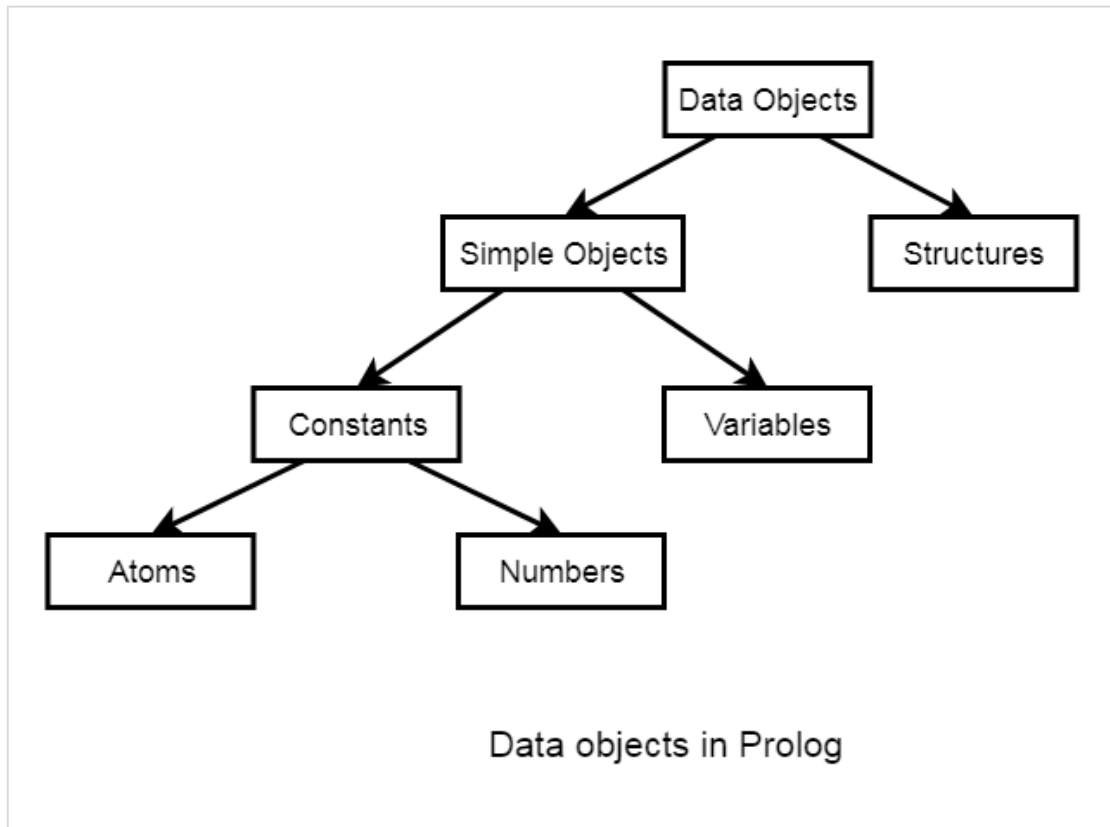 Data Objects
Simple Objects
Structures
Constants
Variables
Atoms
Numbers
Data objects in Prolog